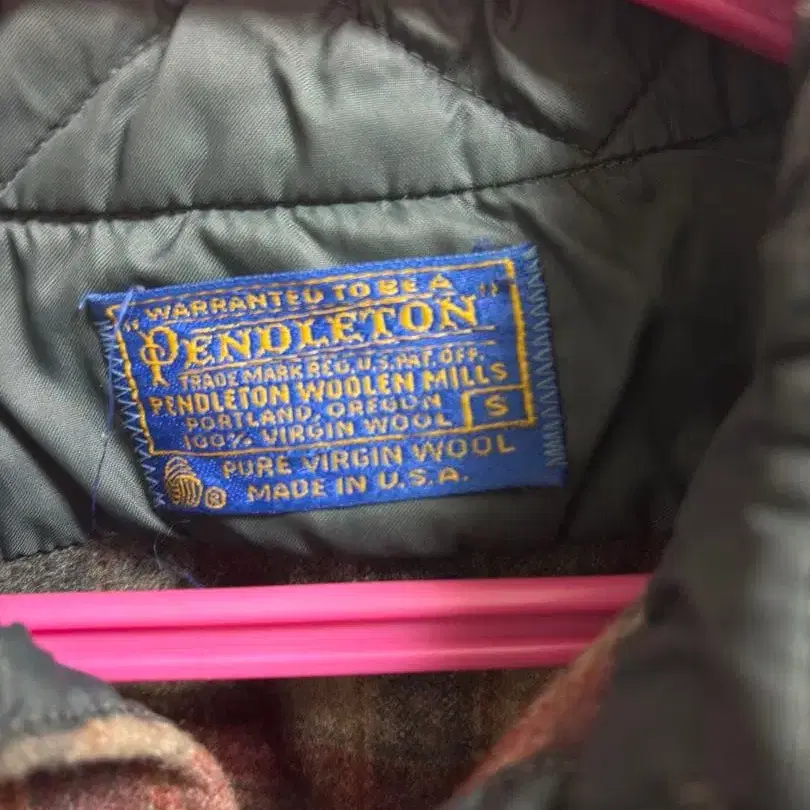 "WARRANTED TO BE A
PENDLETON"
TRADE MARK REG. U.S. PAT. OFF.
PENDLETON WOOLEN MILLS
PORTLAND, OREGON
S
100% VIRGIN WOOL
PURE VIRGIN WOOL
® MADE IN U.S.A.